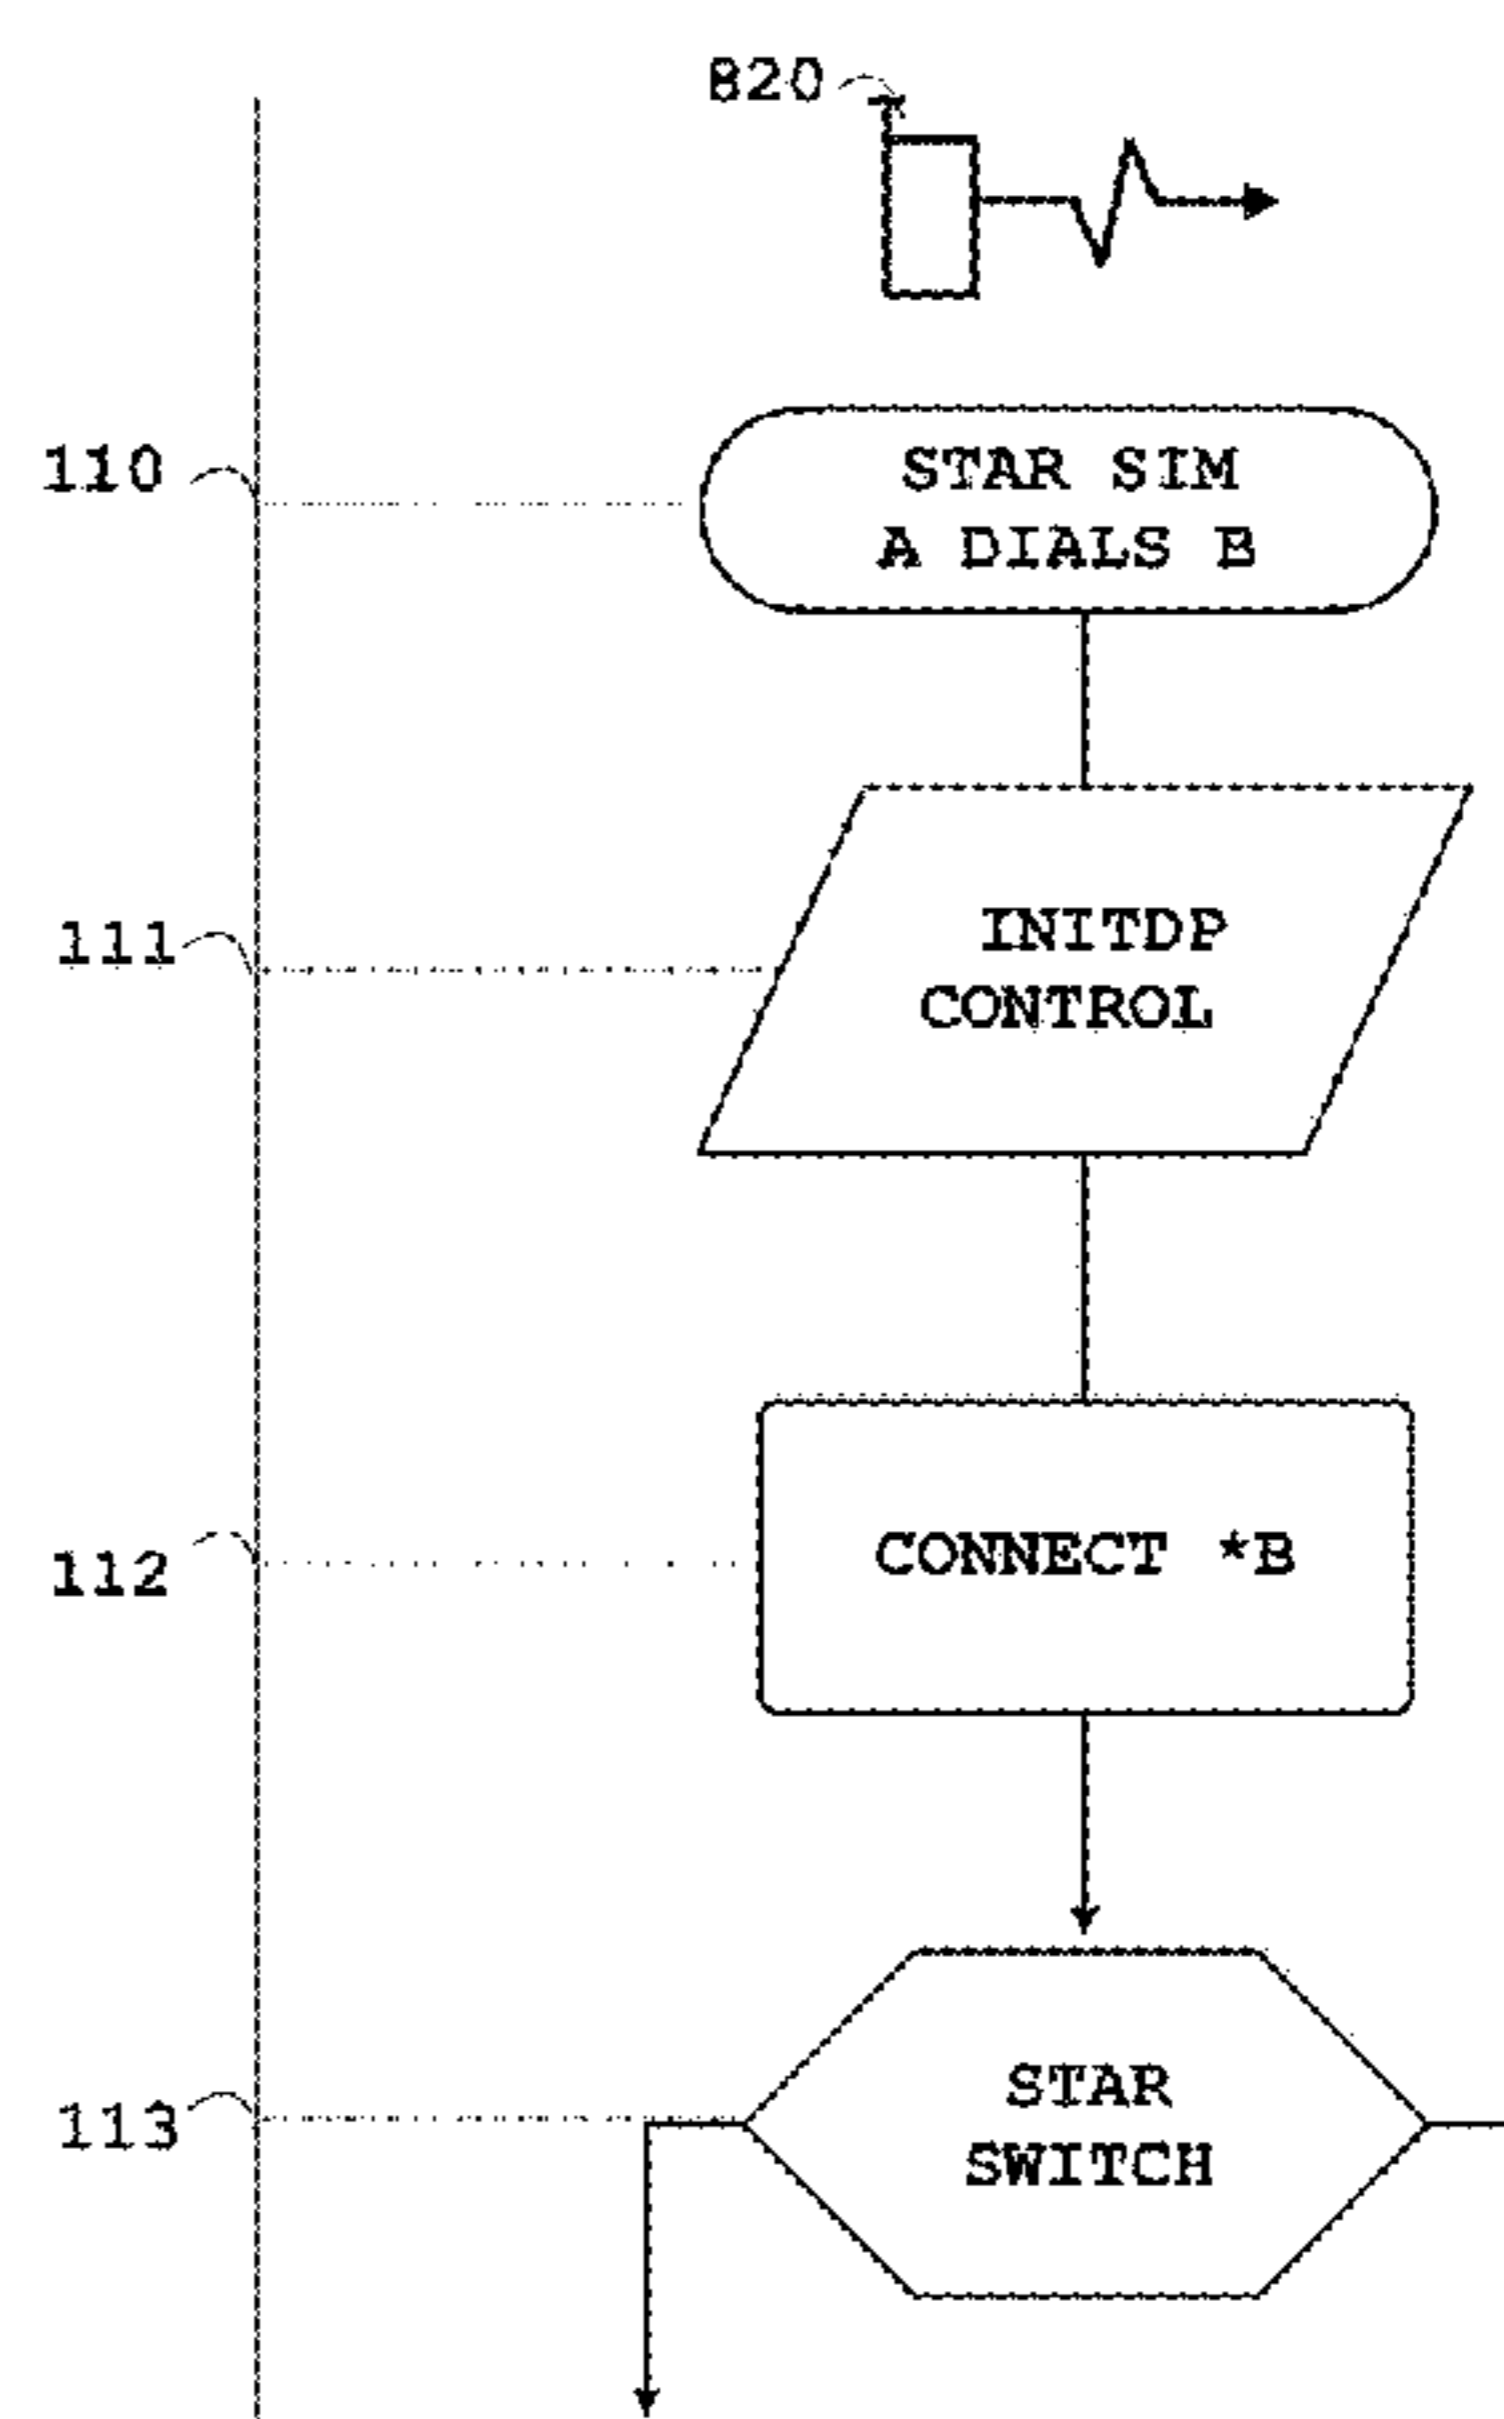 820
110
STAR SIM
A DIALS B
111
INITDP
CONTROL
112
CONNECT *B
113
STAR
SWITCH